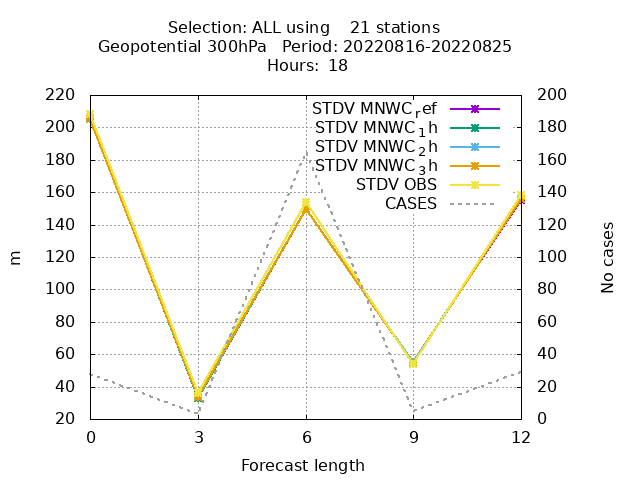 Selection: ALL using    21 stations
Geopotential 300hPa   Period: 20220816-20220825
Hours:  18
220
200
180
160
140
120
100
80
60
40
20
200
180
160
140
120
100
80
60
40
20
0
STDV MNWC_ref
STDV MNWC_1h
STDV MNWC_2h
STDV MNWC_3h
STDV OBS
CASES
m
No cases
0 3 6 9 12
Forecast length